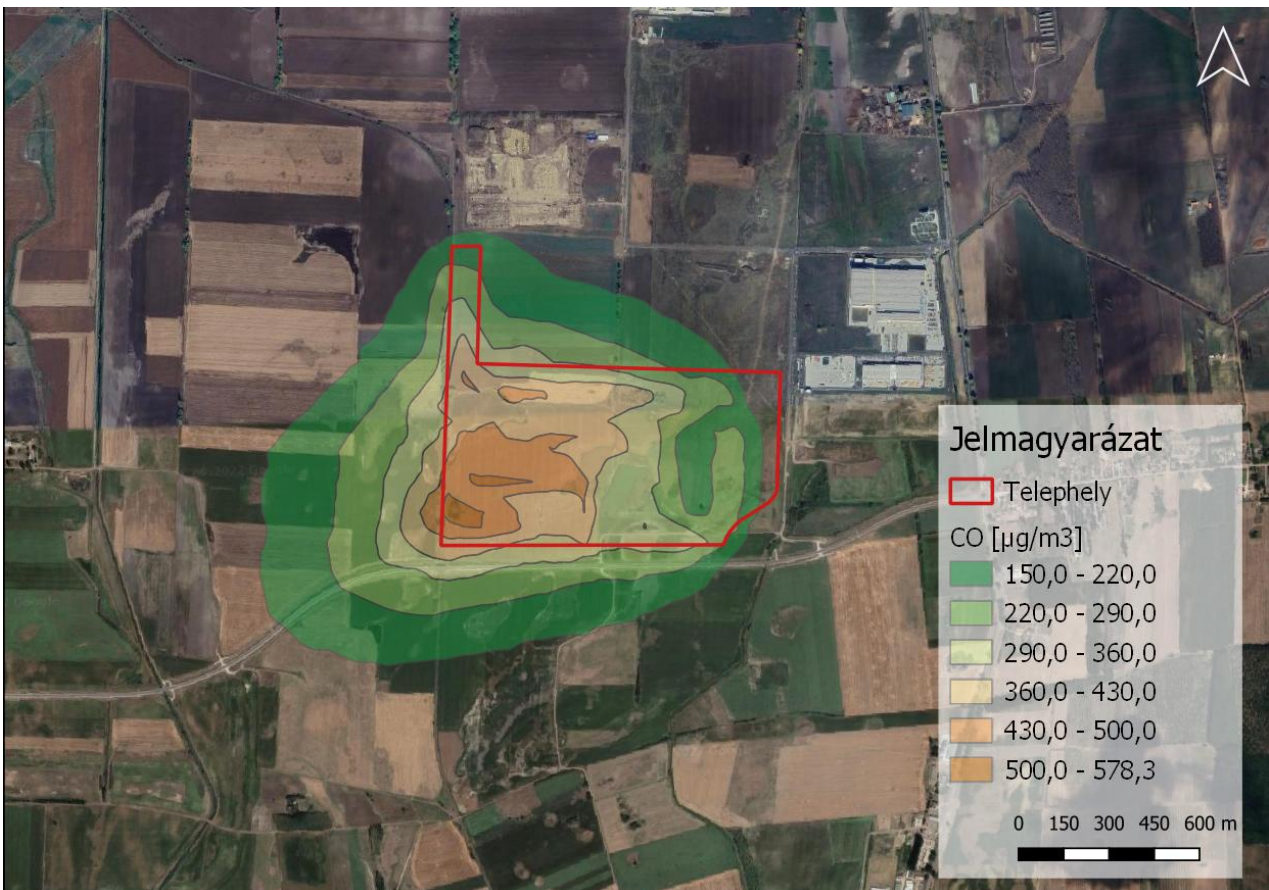 Jelmagyarázat
Telephely
CO [µg/m3]
150,0 - 220,0
220,0 - 290,0
290,0 - 360,0
360,0 - 430,0
430,0 - 500,0
500,0 - 578,3
0 150 300 450 600 m